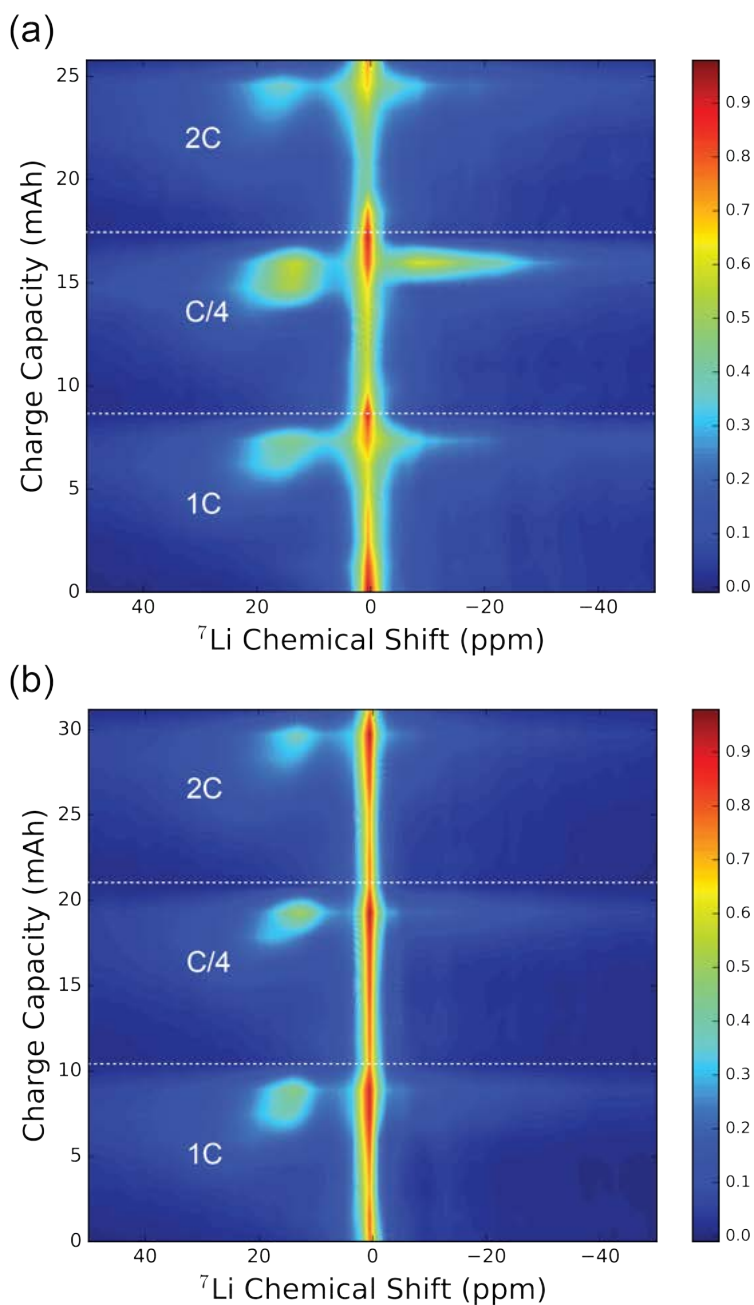 (a)
25
20
15
10
5
0
2C
C/4
1C
40 20 0 −20 −40
⁷Li Chemical Shift (ppm)
Charge Capacity (mAh)
0.9
0.8
0.7
0.6
0.5
0.4
0.3
0.2
0.1
0.0
(b)
30
25
20
15
10
5
0
2C
C/4
1C
40 20 0 −20 −40
⁷Li Chemical Shift (ppm)
Charge Capacity (mAh)
0.9
0.8
0.7
0.6
0.5
0.4
0.3
0.2
0.1
0.0